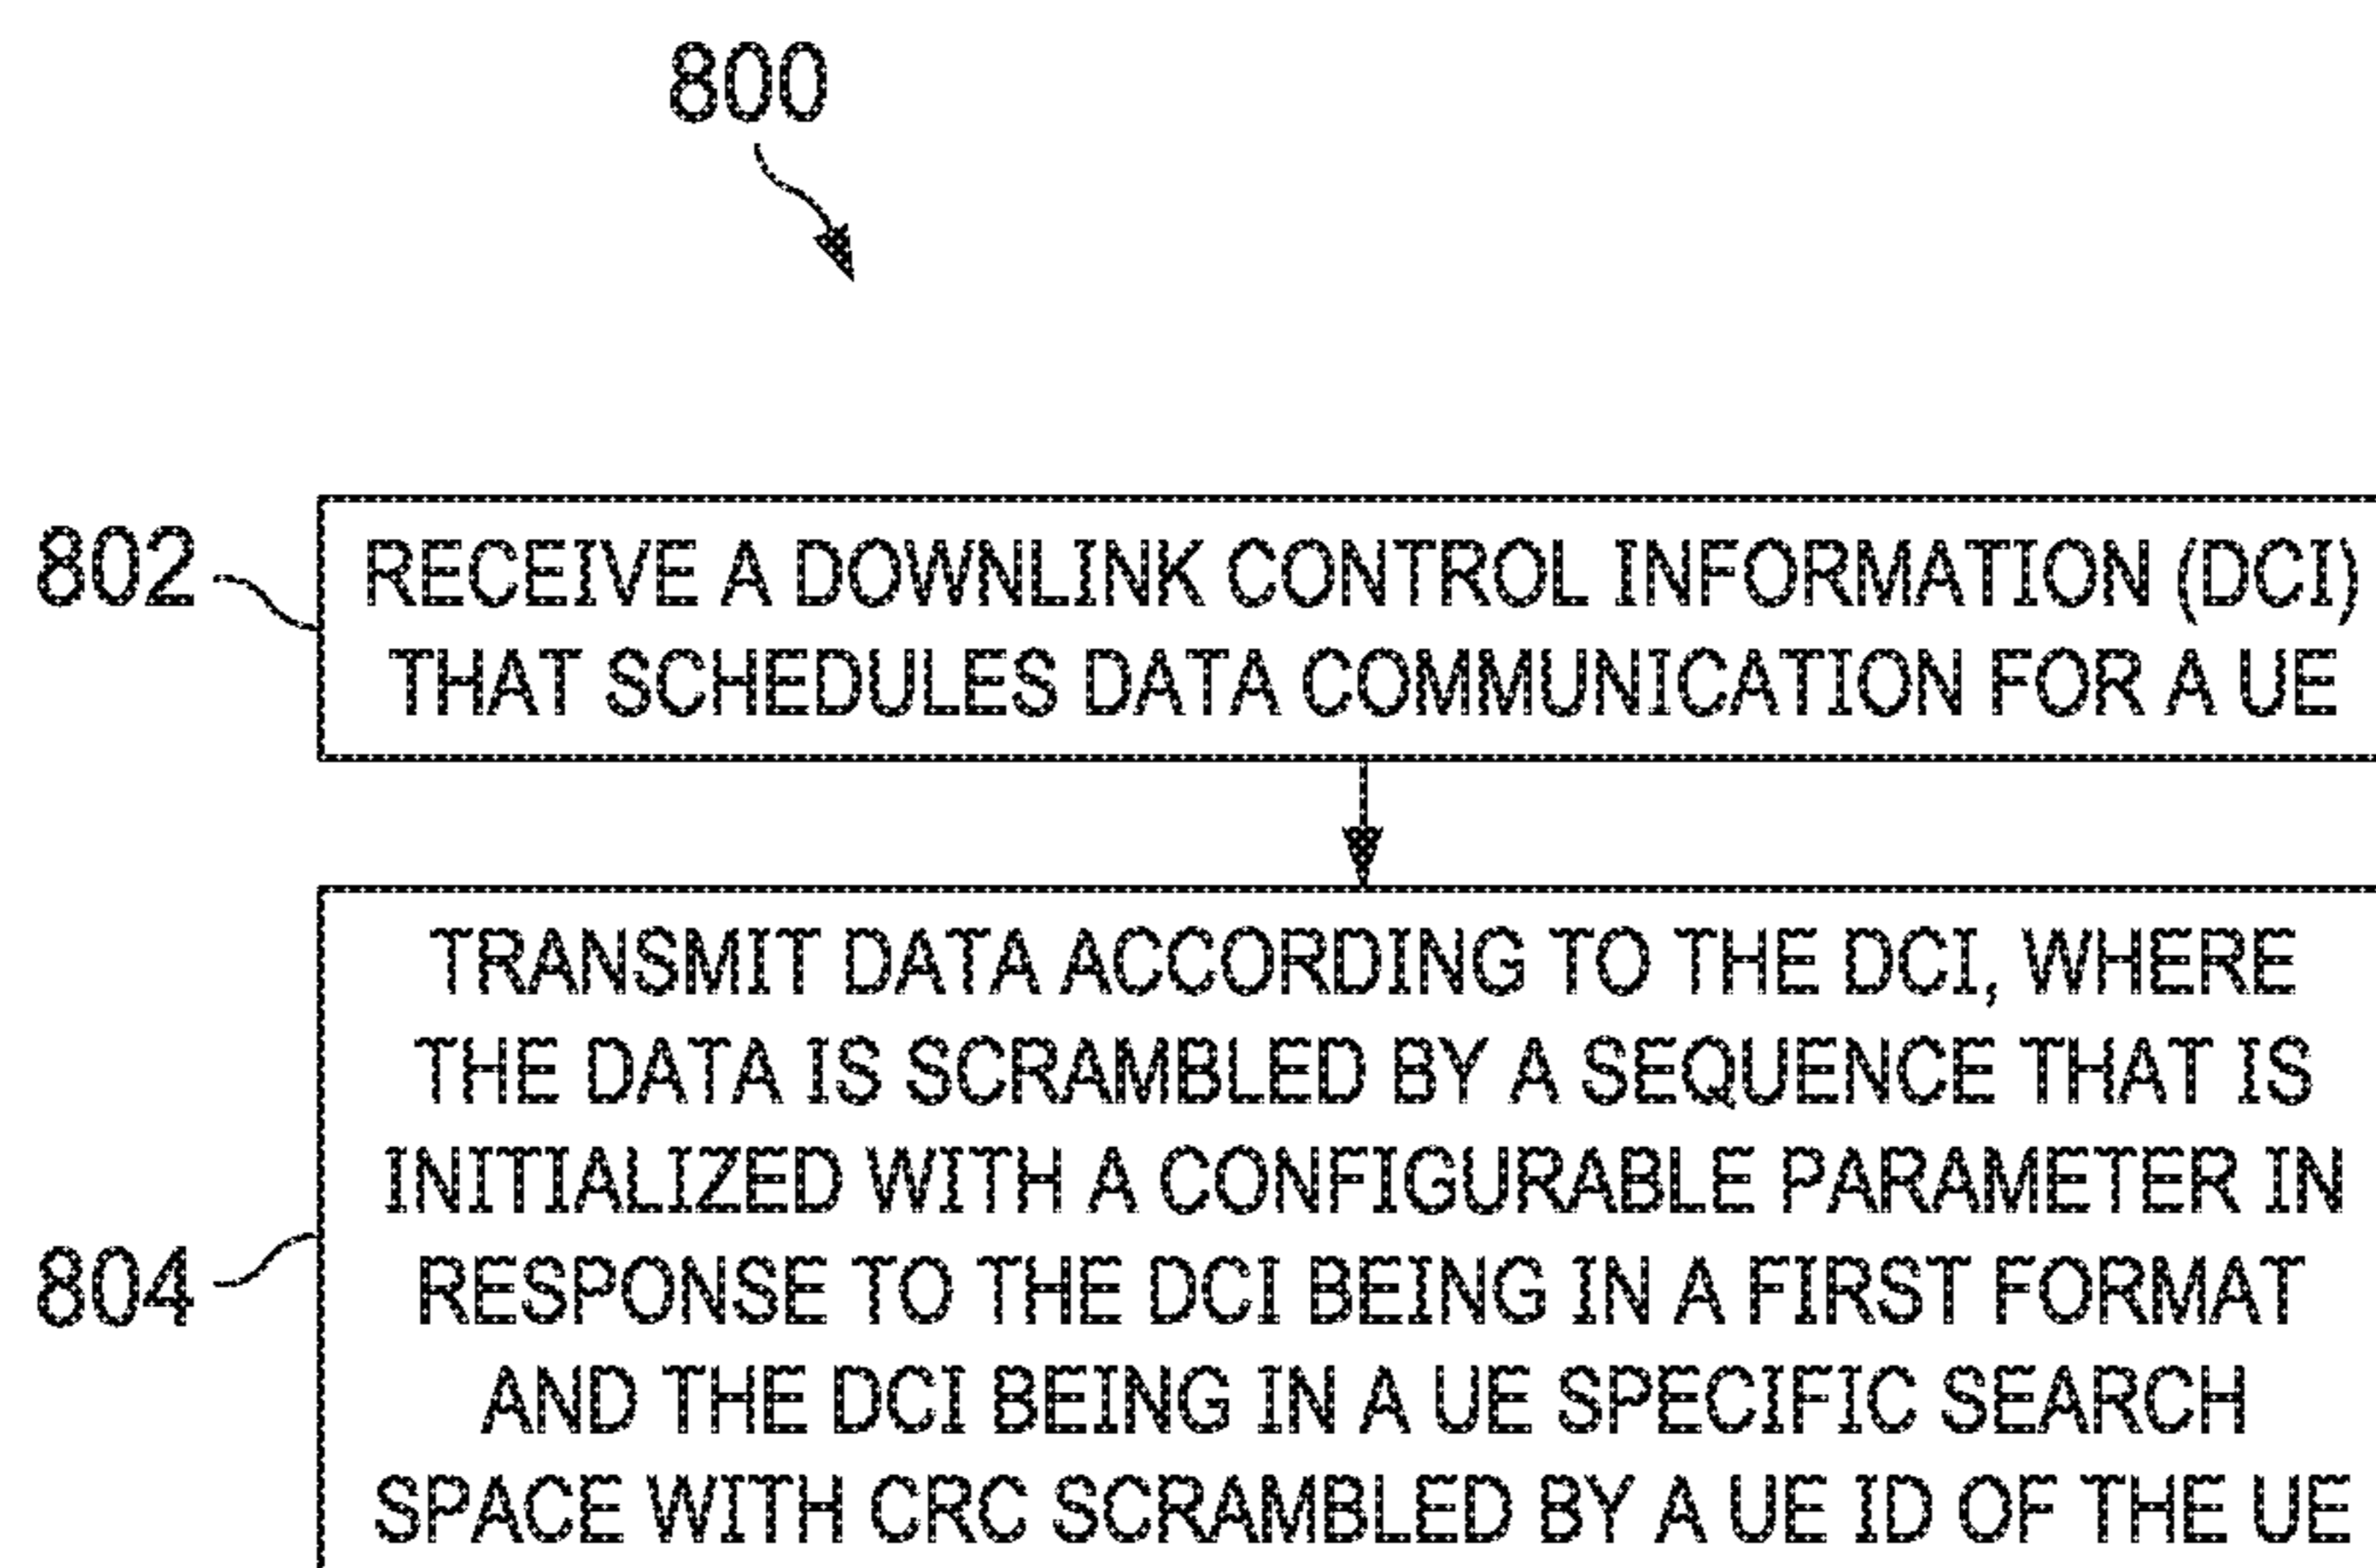 800
802
RECEIVE A DOWNLINK CONTROL INFORMATION (DCI)
THAT SCHEDULES DATA COMMUNICATION FOR A UE
804
TRANSMIT DATA ACCORDING TO THE DCI, WHERE
THE DATA IS SCRAMBLED BY A SEQUENCE THAT IS
INITIALIZED WITH A CONFIGURABLE PARAMETER IN
RESPONSE TO THE DCI BEING IN A FIRST FORMAT
AND THE DCI BEING IN A UE SPECIFIC SEARCH
SPACE WITH CRC SCRAMBLED BY A UE ID OF THE UE